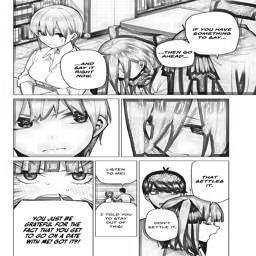 IF YOU HAVE
SOMETHING
TO SAY...
...THEN GO
AHEAD...
...AND
SAY IT
RIGHT
NOW.
LISTEN
TO ME!
THAT
SETTLES
IT.
I TOLD YOU
TO STAY
OUT OF
THIS!
DON'T
SETTLE IT.
YOU JUST BE
GRATEFUL FOR THE
FACT THAT YOU GET
TO GO ON A DATE
WITH ME! GOT IT?!